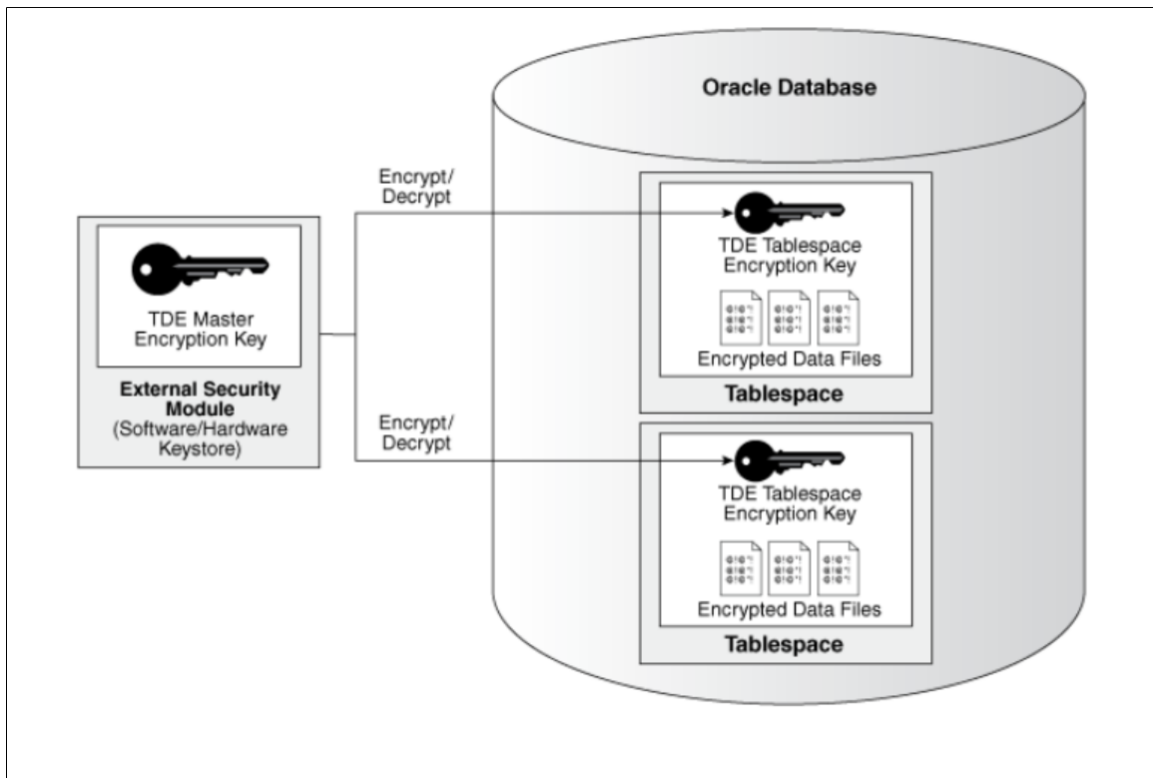 Oracle Database
Encrypt/
Decrypt
TDE Tablespace
Encryption Key
Encrypted Data Files
Tablespace
TDE Master
Encryption Key
External Security
Module
(Software/Hardware
Keystore)
Encrypt/
Decrypt
TDE Tablespace
Encryption Key
Encrypted Data Files
Tablespace